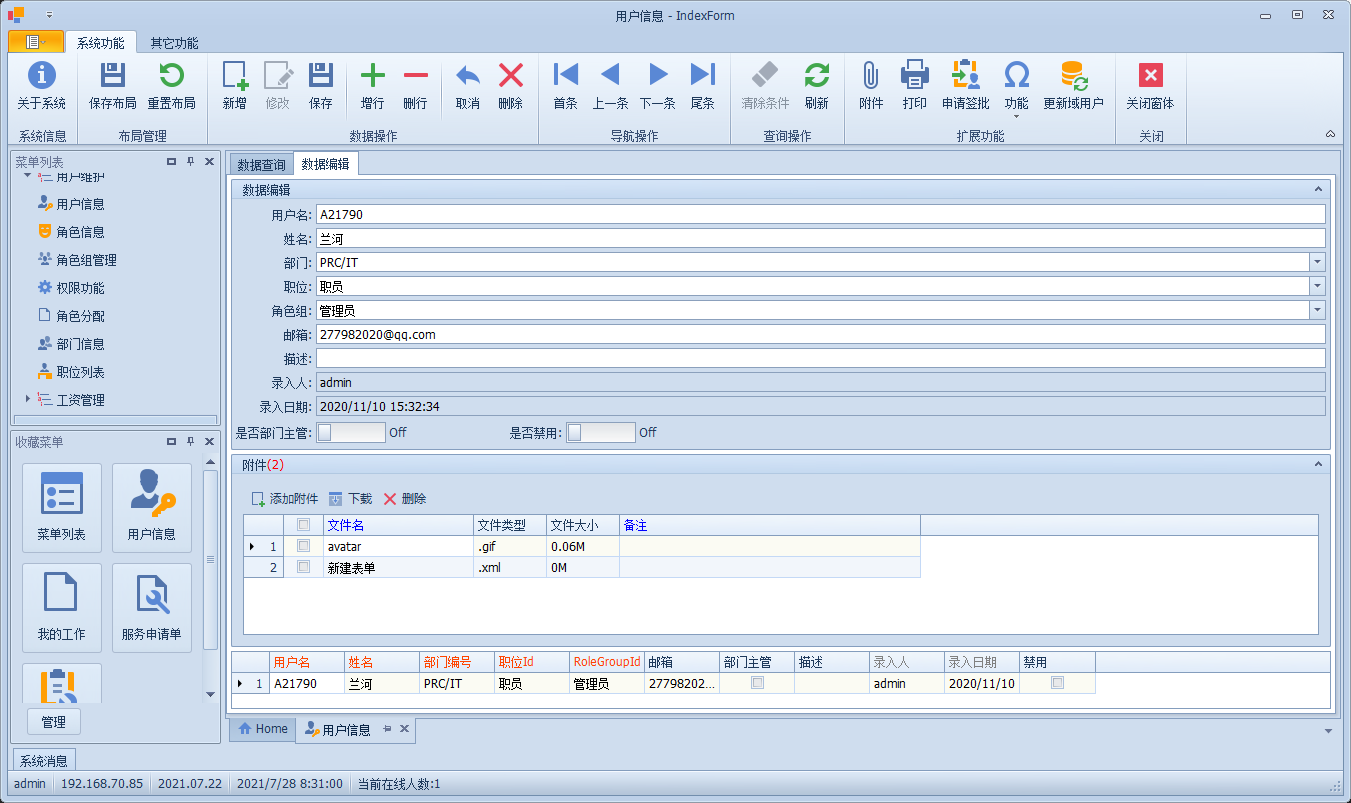 用户信息 - IndexForm
系统功能 其它功能
关于系统 保存布局 重置布局 新增 修改 保存 增行 删行 取消 删除 首条 上一条 下一条 尾条 清除条件 刷新 附件 打印 申请签批 功能 更新域用户 关闭窗体
系统信息 布局管理 数据操作 导航操作 查询操作 扩展功能 关闭
菜单列表
用户维护
用户信息
角色信息
角色组管理
权限功能
角色分配
部门信息
职位列表
工资管理
收藏菜单
菜单列表 用户信息
我的工作 服务申请单
管理
数据查询 数据编辑
数据编辑
用户名: A21790
姓名: 兰河
部门: PRC/IT
职位: 职员
角色组: 管理员
邮箱: 277982020@qq.com
描述:
录入人: admin
录入日期: 2020/11/10 15:32:34
是否部门主管: Off 是否禁用: Off
附件(2)
添加附件 下载 删除
文件名 文件类型 文件大小 备注
1 avatar .gif 0.06M
2 新建表单 .xml 0M
用户名 姓名 部门编号 职位Id RoleGroupId 邮箱 部门主管 描述 录入人 录入日期 禁用
1 A21790 兰河 PRC/IT 职员 管理员 27798202... admin 2020/11/10
Home 用户信息
系统消息
admin 192.168.70.85 2021.07.22 2021/7/28 8:31:00 当前在线人数:1